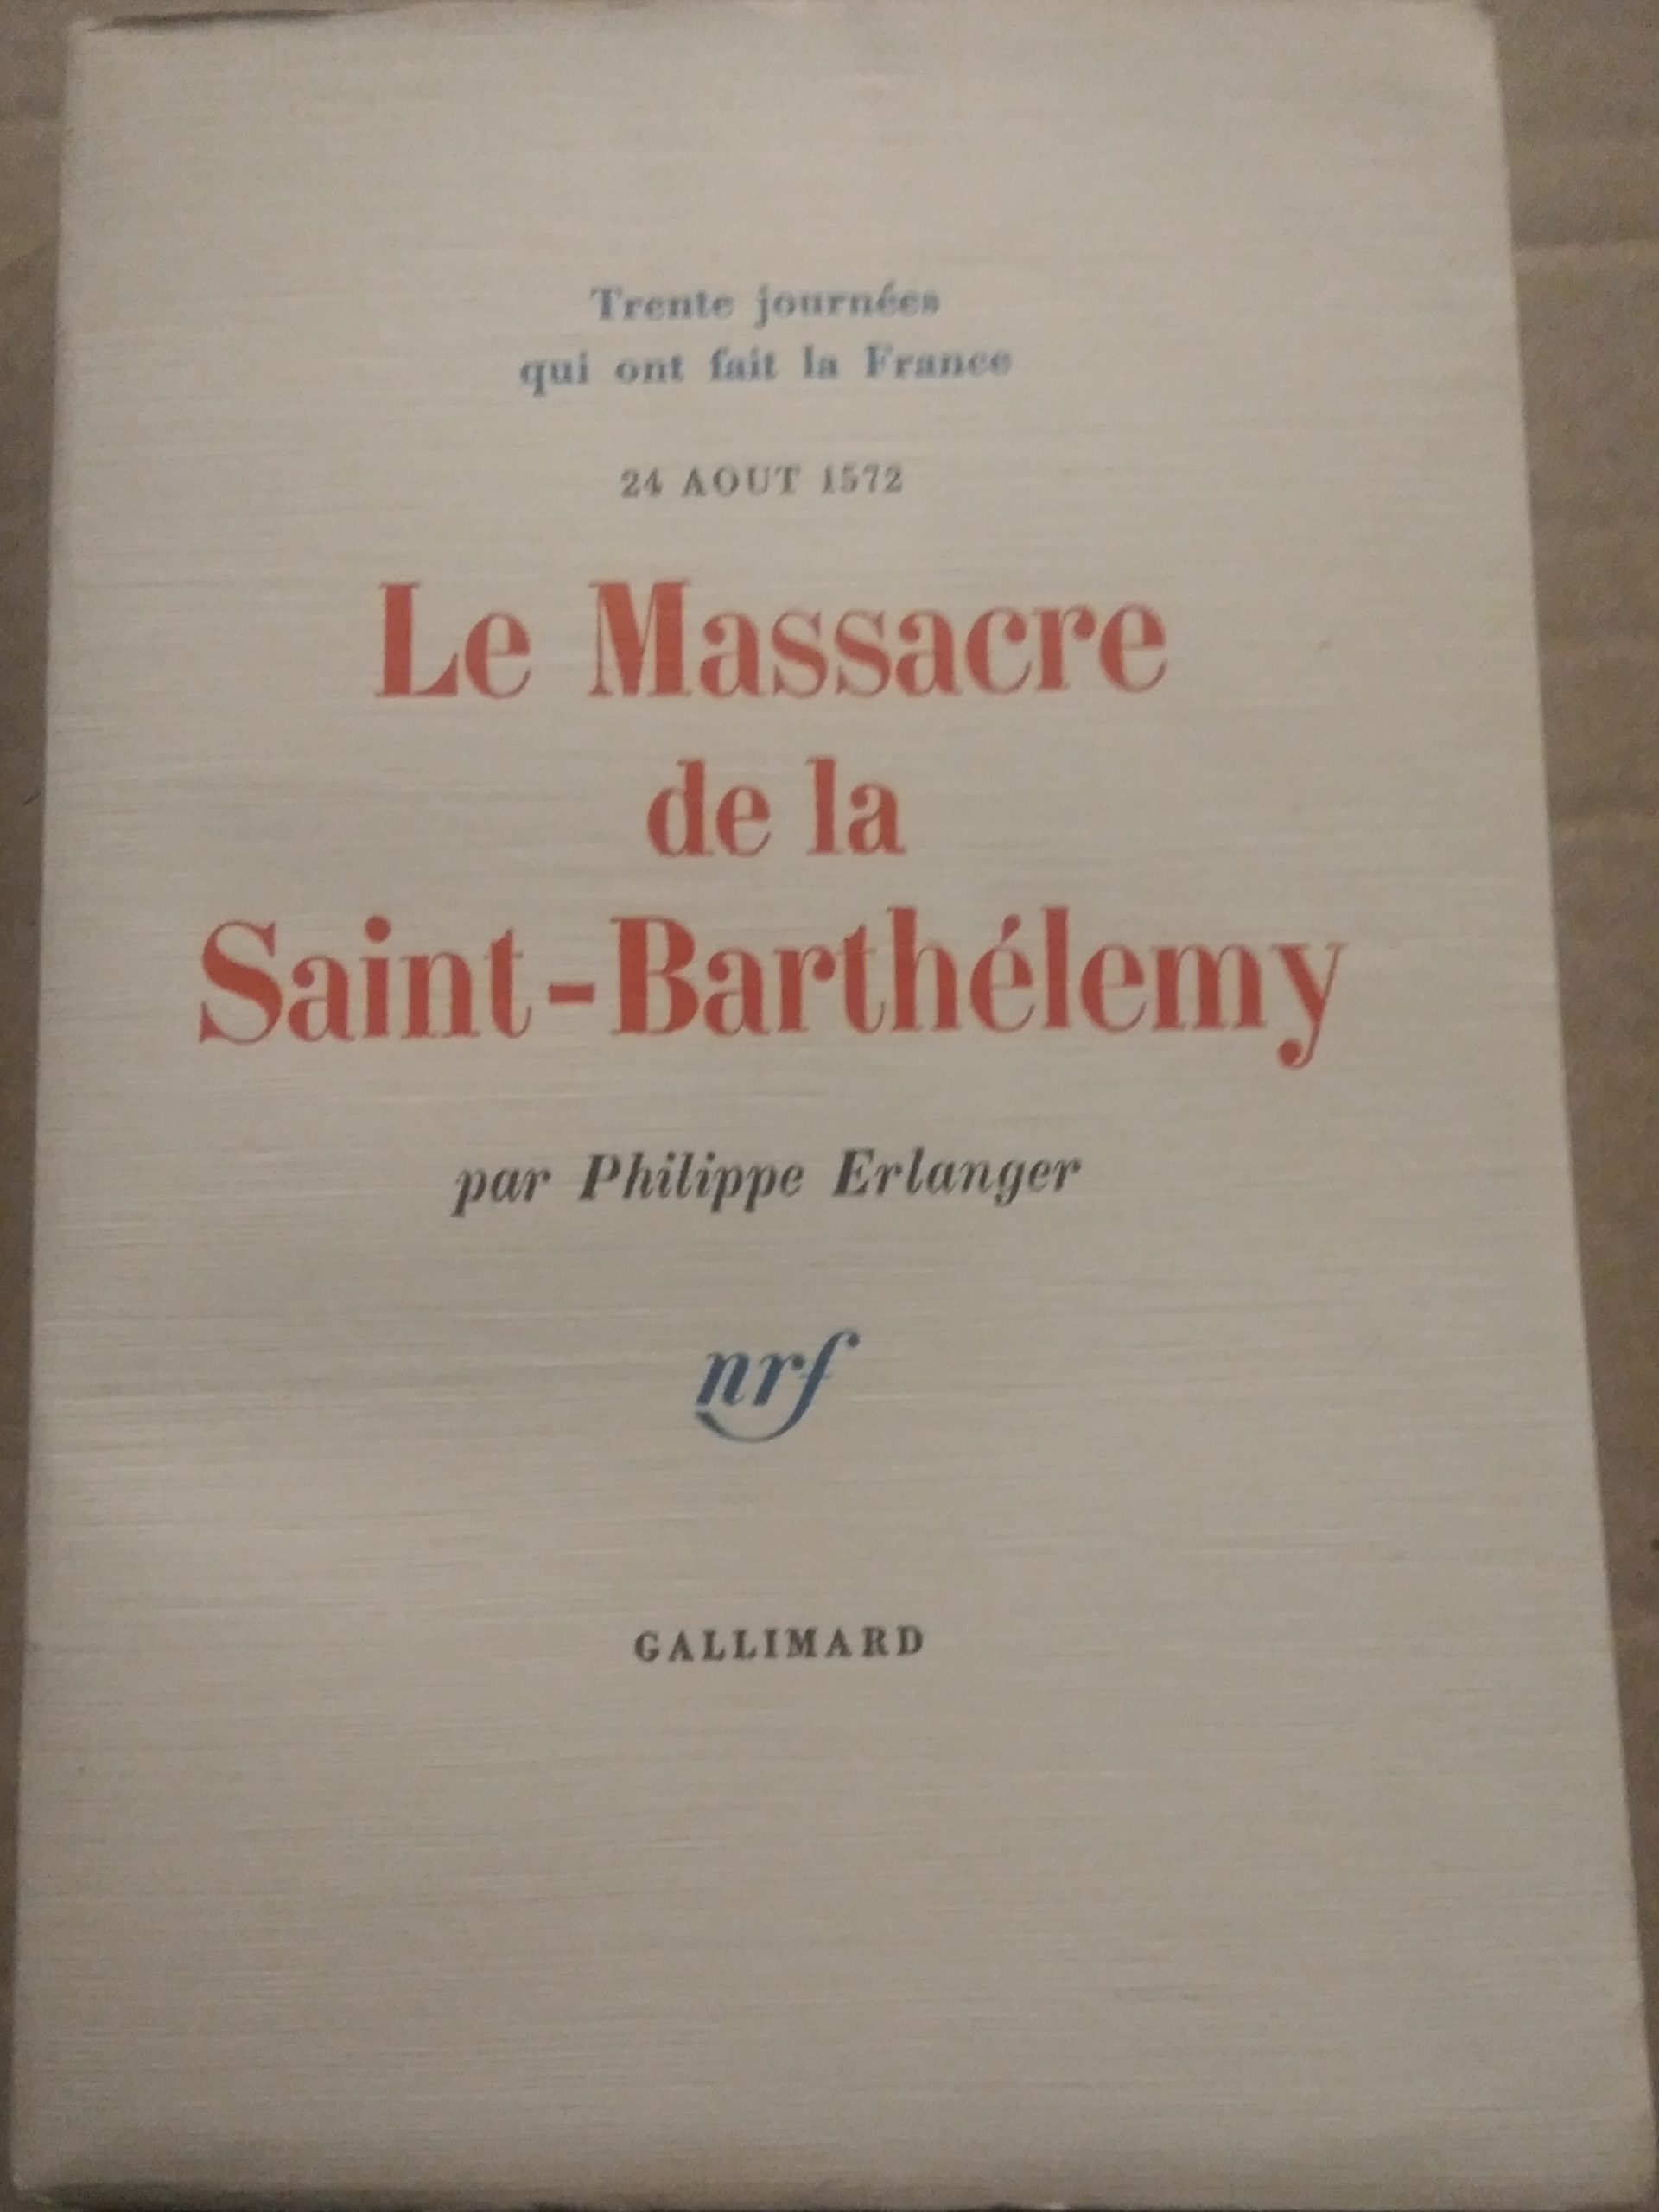 Trente journées
qui ont fait la France
24 AOUT 1572
Le Massacre
de la
Saint-Barthélemy
par Philippe Erlanger
nrf
GALLIMARD